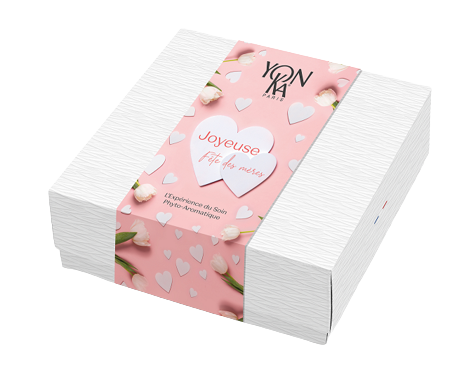 YON
KA
PARIS
Joyeuse
Fête des mères
L'Expérience du Soin
Phyto-Aromatique